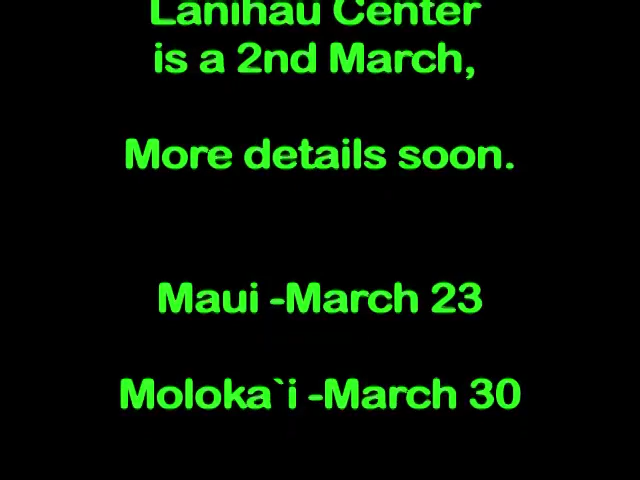 Lanihau Center
is a 2nd March,
More details soon.
Maui -March 23
Moloka`i -March 30